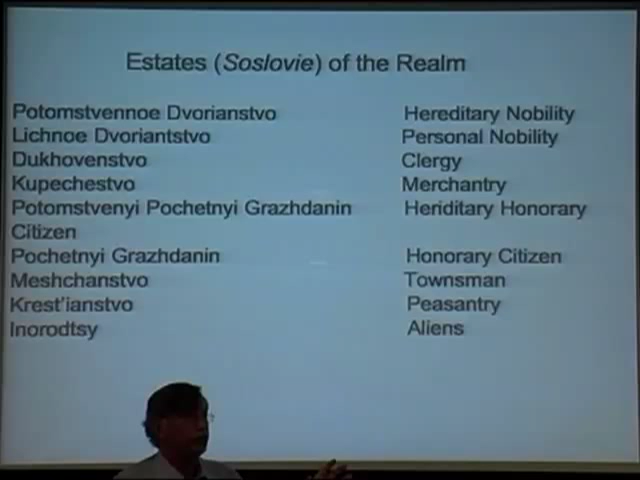 Estates (Soslovie) of the Realm
Potomstvennoe Dvorianstvo Hereditary Nobility
Lichnoe Dvoriantstvo Personal Nobility
Dukhovenstvo Clergy
Kupechestvo Merchantry
Potomstvenyi Pochetnyi Grazhdanin Heriditary Honorary
Citizen
Pochetnyi Grazhdanin Honorary Citizen
Meshchanstvo Townsman
Krest'ianstvo Peasantry
Inorodtsy Aliens